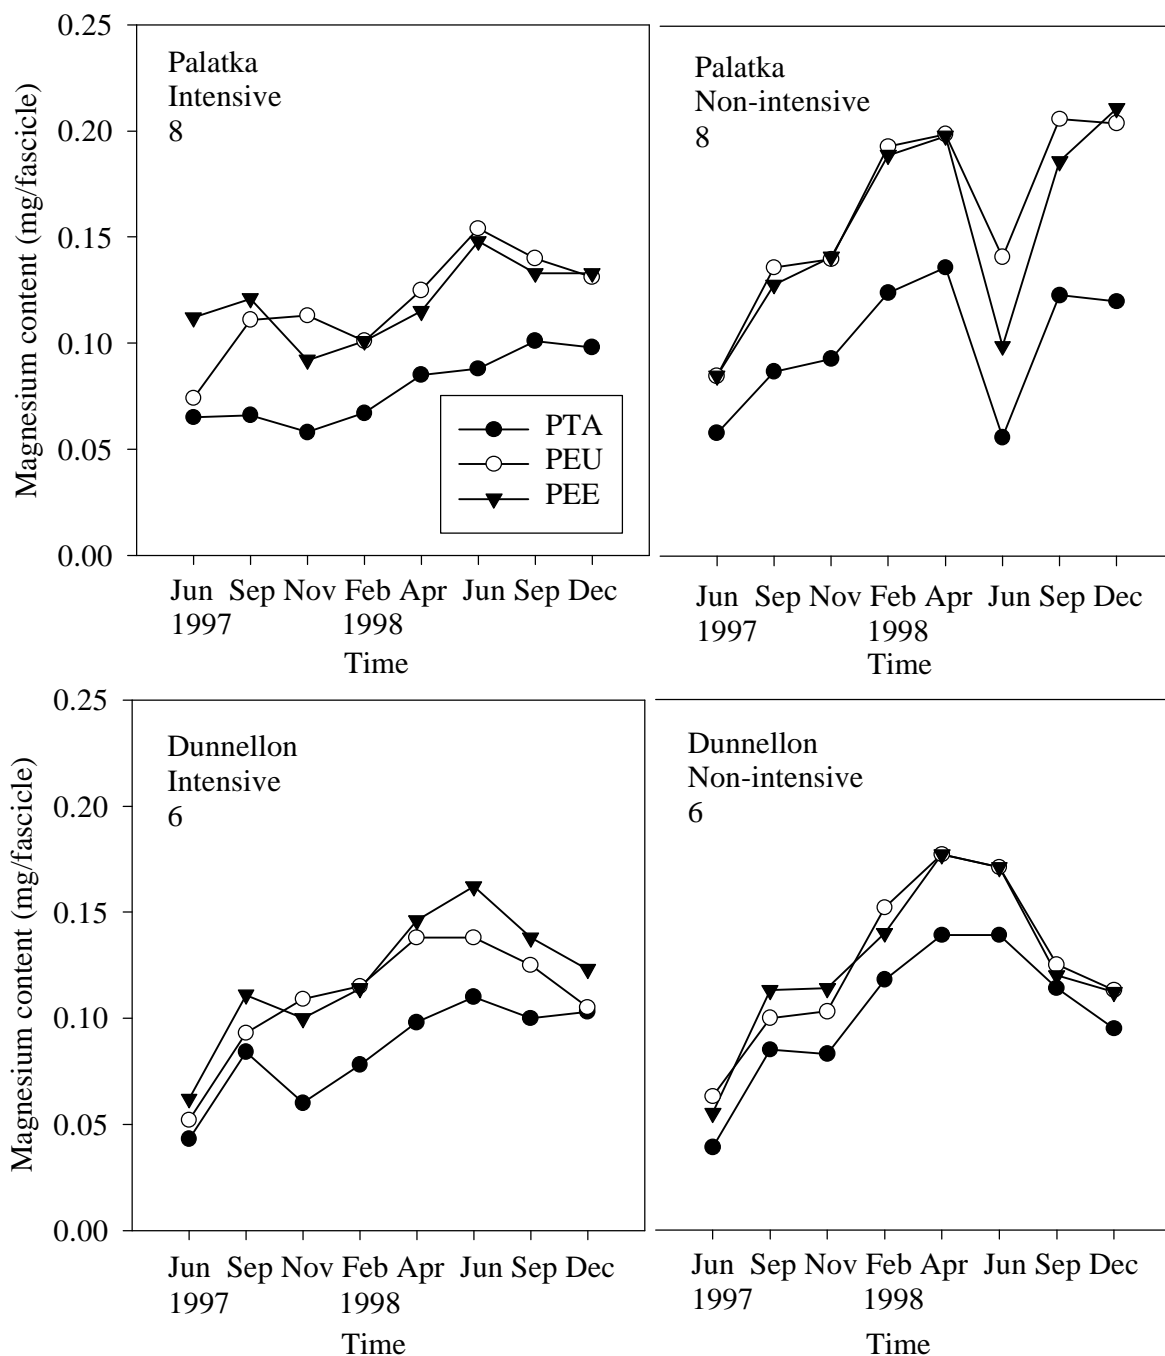 Magnesium content (mg/fascicle)
0.25
0.20
0.15
0.10
0.05
0.00
Palatka
Intensive
8
PTA
PEU
PEE
Jun Sep Nov Feb Apr Jun Sep Dec
1997 1998
Time
Palatka
Non-intensive
8
Jun Sep Nov Feb Apr Jun Sep Dec
1997 1998
Time
Magnesium content (mg/fascicle)
0.25
0.20
0.15
0.10
0.05
0.00
Dunnellon
Intensive
6
Jun Sep Nov Feb Apr Jun Sep Dec
1997 1998
Time
Dunnellon
Non-intensive
6
Jun Sep Nov Feb Apr Jun Sep Dec
1997 1998
Time